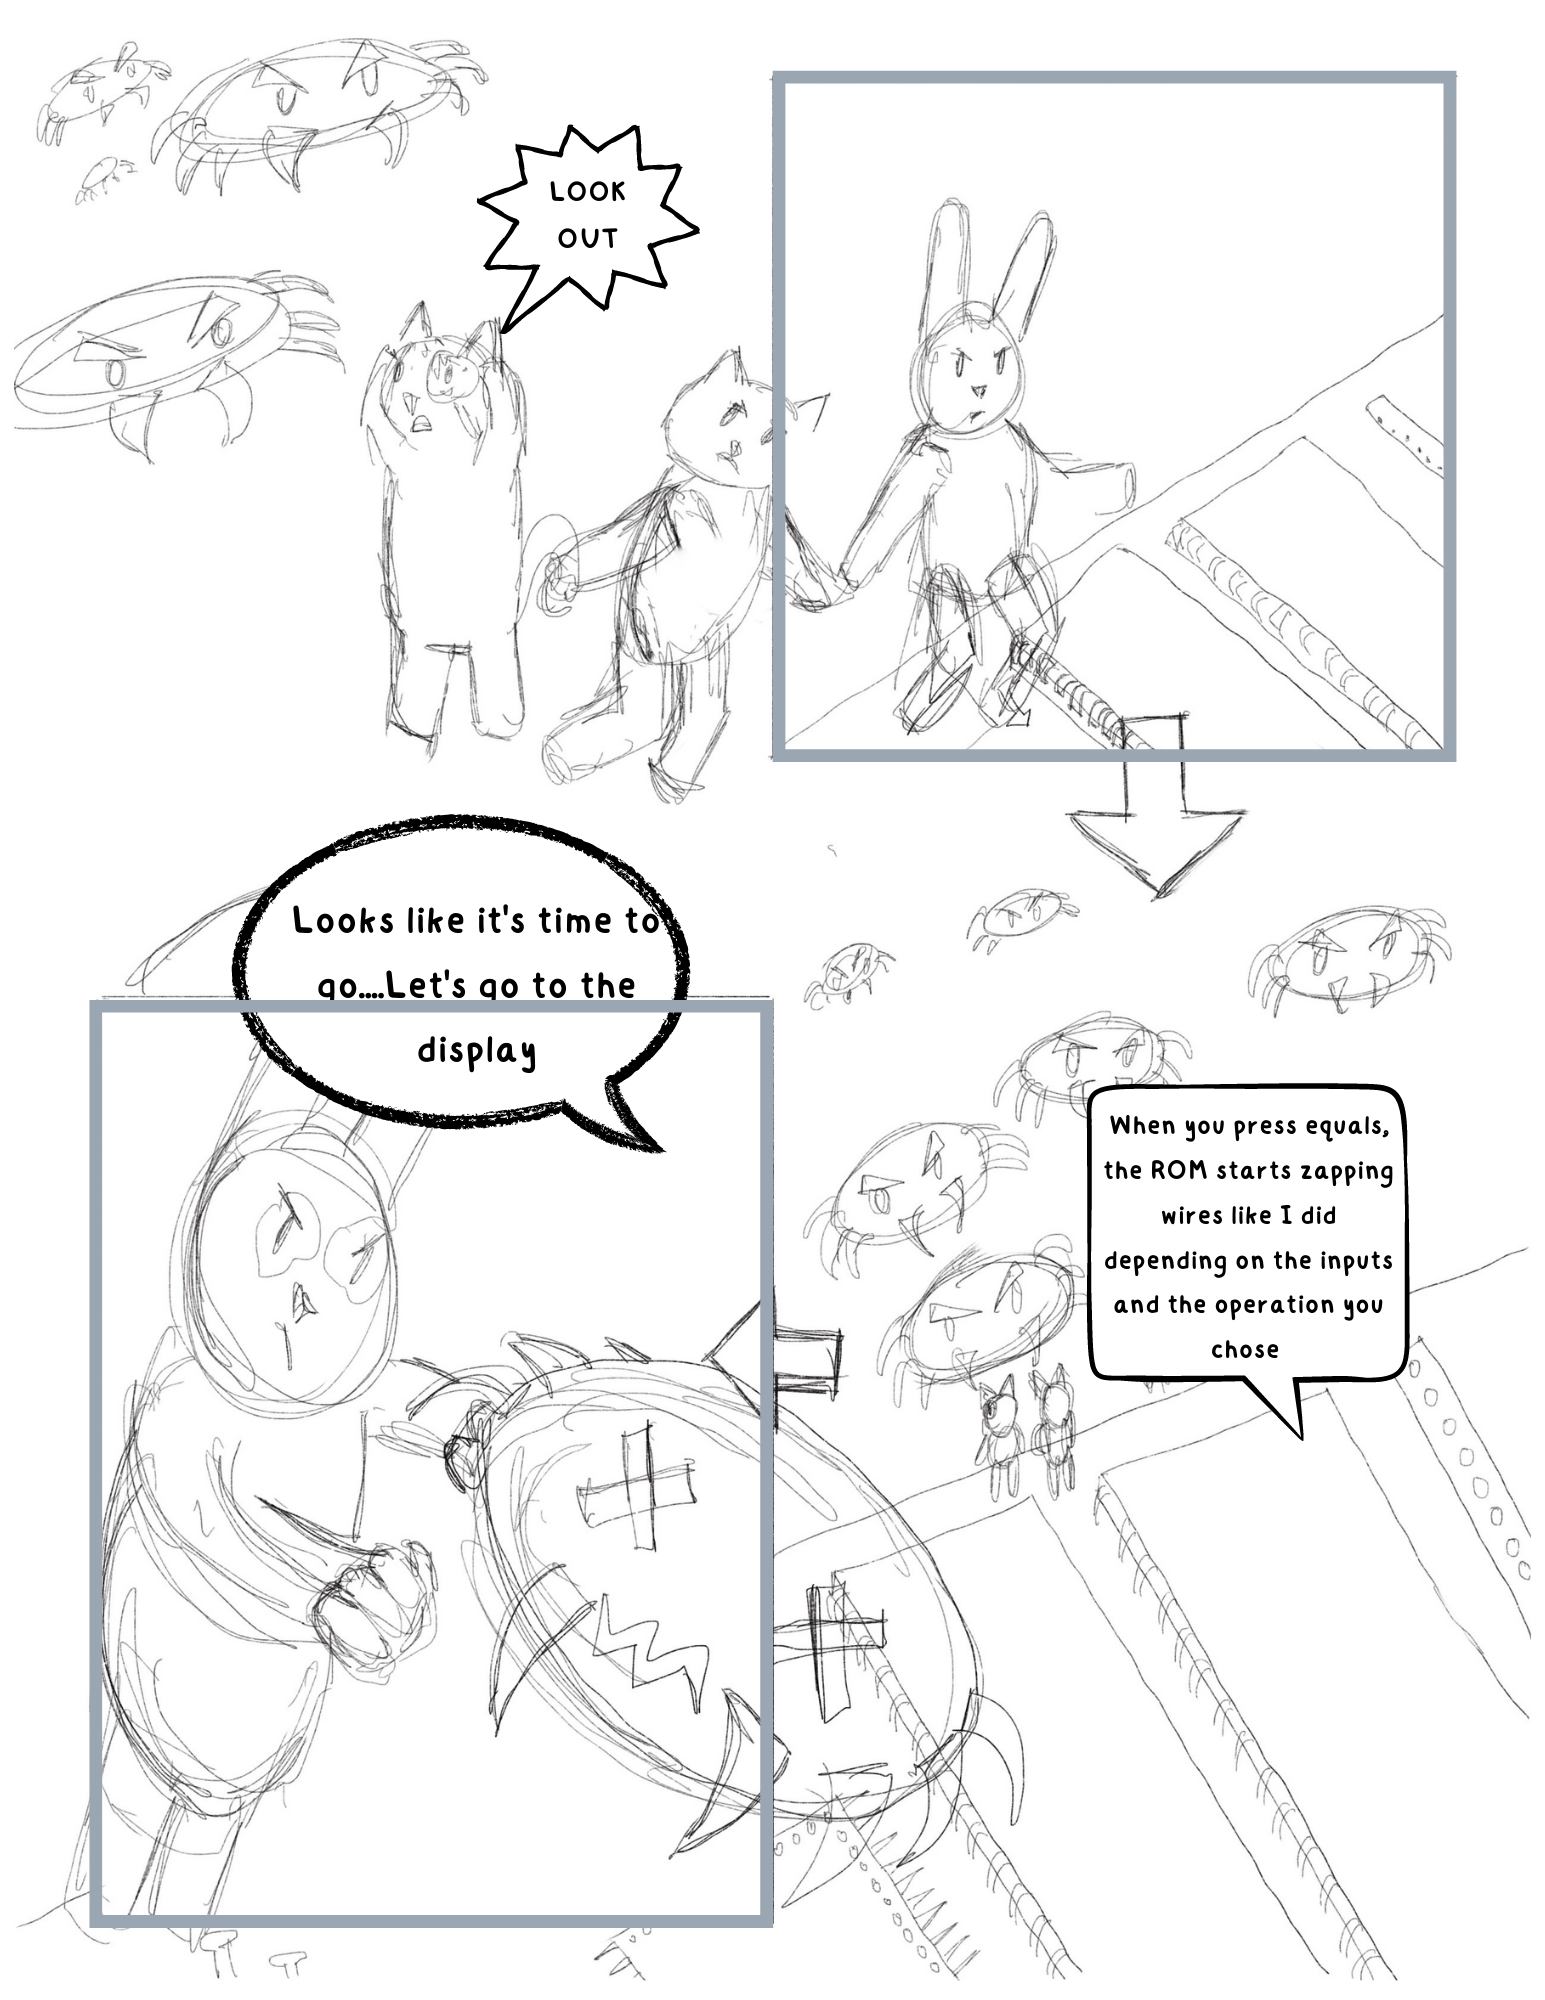 LOOK
OUT
Looks like it's time to
go....Let's go to the
display
When you press equals,
the ROM starts zapping
wires like I did
depending on the inputs
and the operation you
chose